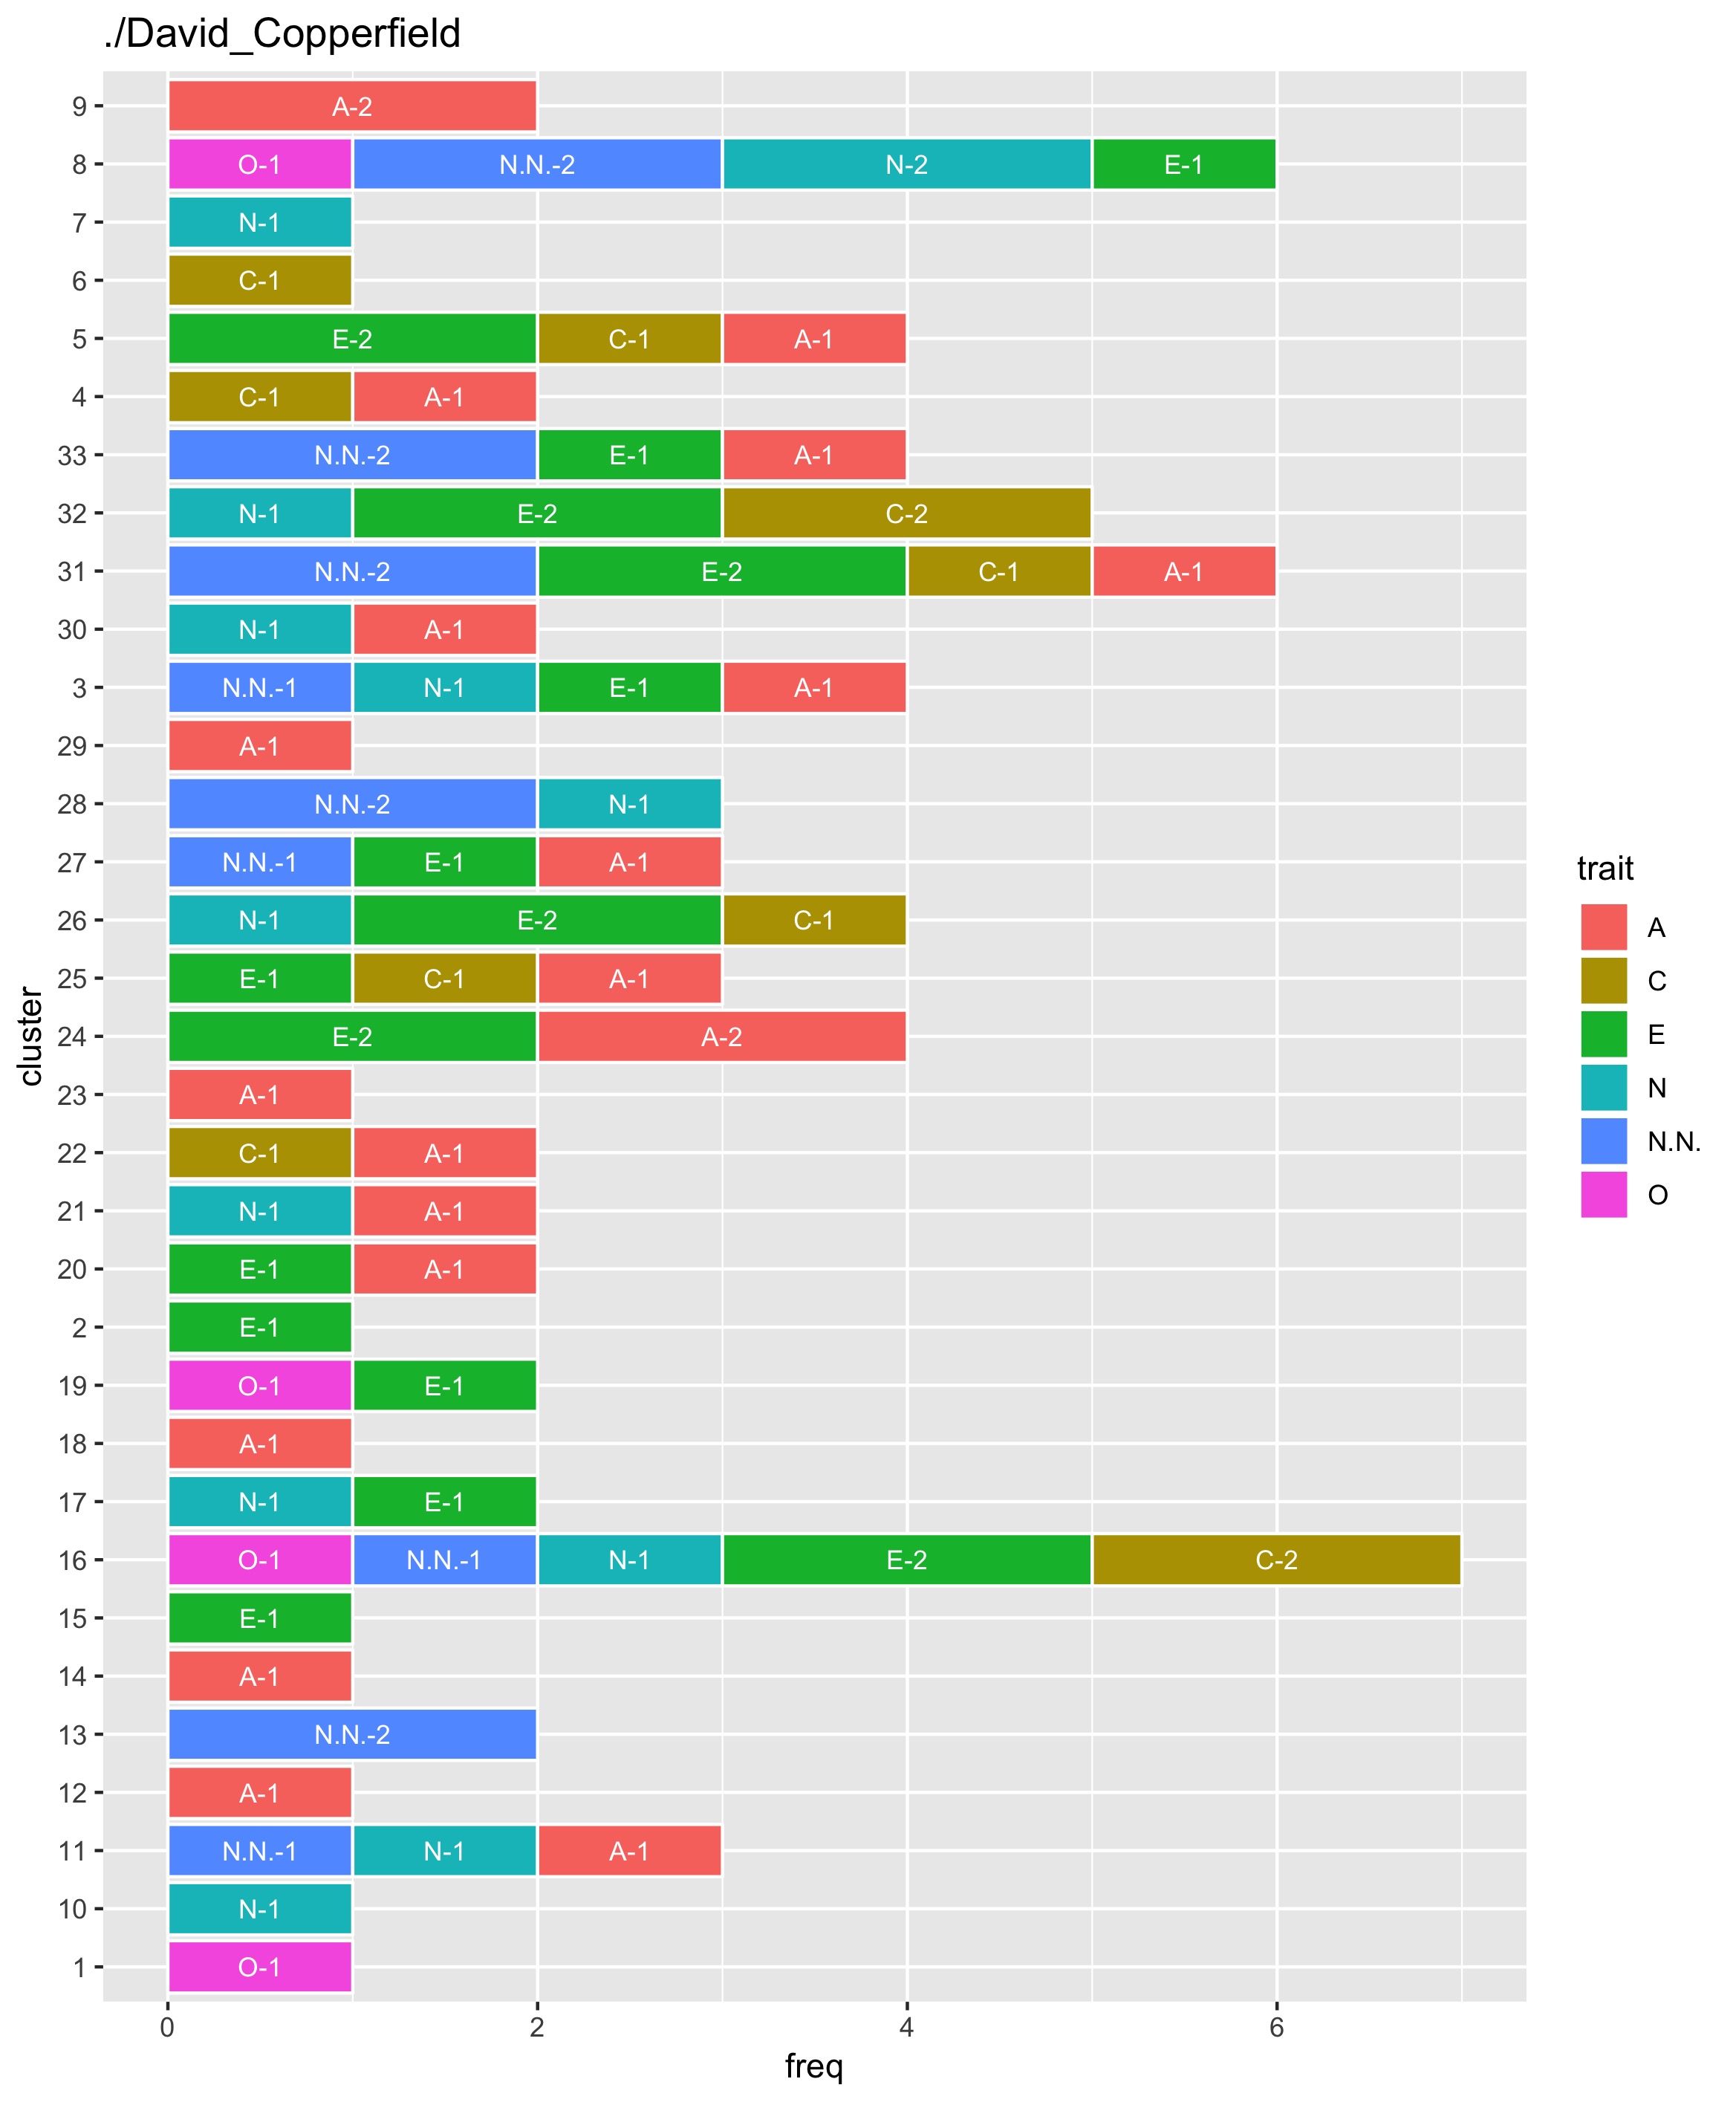 ./David_Copperfield
9 A-2
8 O-1 N.N.-2 N-2 E-1
7 N-1
6 C-1
5 E-2 C-1 A-1
4 C-1 A-1
33 N.N.-2 E-1 A-1
32 N-1 E-2 C-2
31 N.N.-2 E-2 C-1 A-1
30 N-1 A-1
3 N.N.-1 N-1 E-1 A-1
29 A-1
28 N.N.-2 N-1
27 N.N.-1 E-1 A-1
26 N-1 E-2 C-1
25 E-1 C-1 A-1
24 E-2 A-2
23 A-1
22 C-1 A-1
21 N-1 A-1
20 E-1 A-1
2 E-1
19 O-1 E-1
18 A-1
17 N-1 E-1
16 O-1 N.N.-1 N-1 E-2 C-2
15 E-1
14 A-1
13 N.N.-2
12 A-1
11 N.N.-1 N-1 A-1
10 N-1
1 O-1
0 2 4 6
freq
cluster
trait
A
C
E
N
N.N.
O